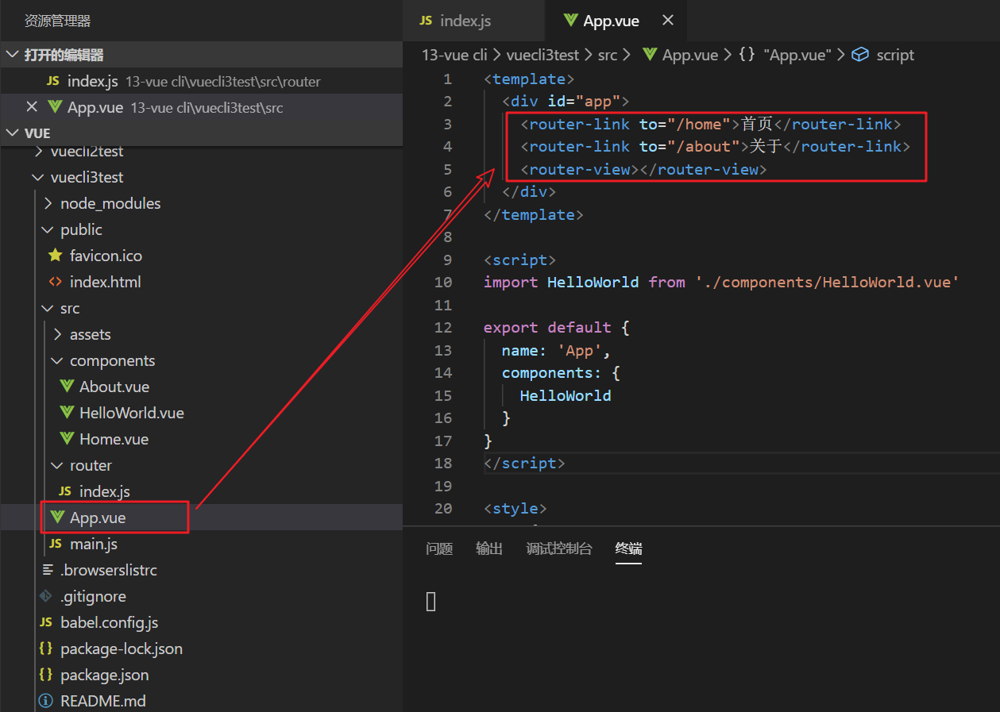 资源管理器
打开的编辑器
JS index.js 13-vue cli\vuecli3test\src\router
App.vue 13-vue cli\vuecli3test\src
VUE
vuecli2test
vuecli3test
node_modules
public
favicon.ico
<> index.html
src
assets
components
About.vue
HelloWorld.vue
Home.vue
router
JS index.js
App.vue
JS main.js
.browserslistrc
.gitignore
JS babel.config.js
{} package-lock.json
{} package.json
README.md
JS index.js
App.vue
13-vue cli > vuecli3test > src > App.vue > {} "App.vue" > script
1 <template>
2 <div id="app">
3 <router-link to="/home">首页</router-link>
4 <router-link to="/about">关于</router-link>
5 <router-view></router-view>
6 </div>
7 </template>
8
9 <script>
10 import HelloWorld from './components/HelloWorld.vue'
11
12 export default {
13 name: 'App',
14 components: {
15 HelloWorld
16 }
17 }
18 </script>
19
20 <style>
问题 输出 调试控制台 终端